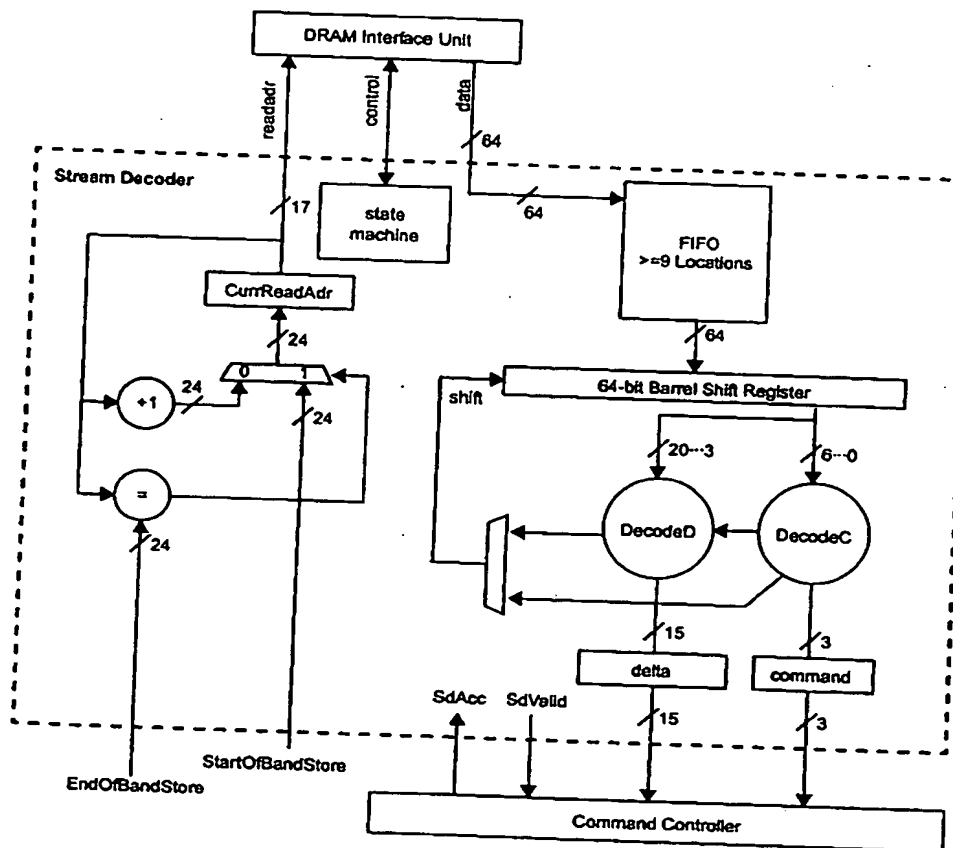 DRAM Interface Unit
readadr
control
data
64
Stream Decoder
17
state
machine
64
FIFO
>=9 Locations
CurrReadAdr
24
64
0 1
24
+1
24
shift
64-bit Barrel Shift Register
20···3
6···0
=
24
DecodeD
DecodeC
15
3
delta
command
SdAcc
SdValid
15
3
StartOfBandStore
EndOfBandStore
Command Controller